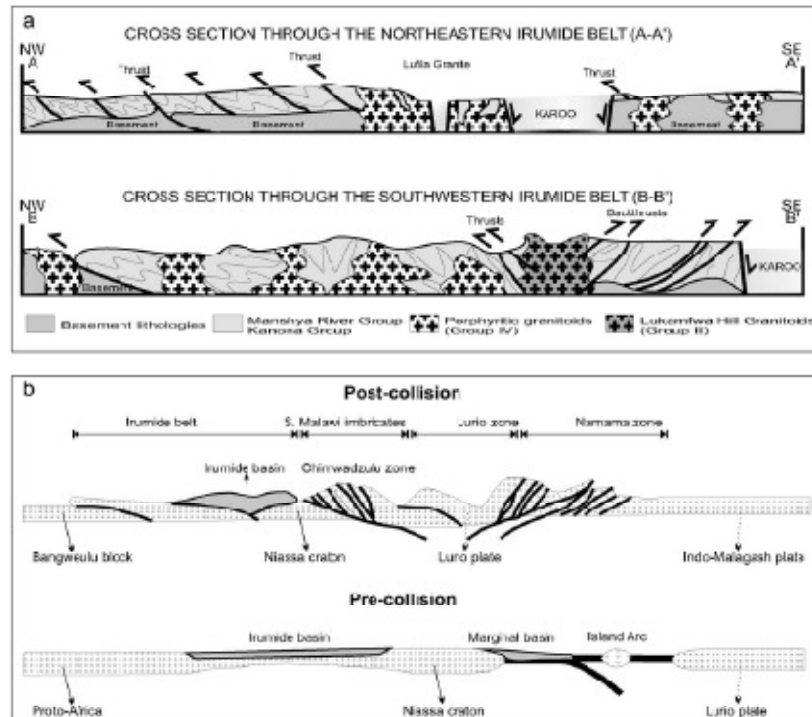 a
CROSS SECTION THROUGH THE NORTHEASTERN IRUMIDE BELT (A-A')
NW
A
SE
A'
Thrust
Thrust
Thrust
KAROO
Basement
Basement
Basement
CROSS SECTION THROUGH THE SOUTHWESTERN IRUMIDE BELT (B-B')
NW
B
SE
B'
Thrusts
KAROO
Basement
Basement lithologies
Manshya River Group
Kanona Group
Porphyritic granitoids
(Group IV)
Lukamfwa Hill Granitoids
(Group II)
b
Post-collision
Irumide belt
S. Malawi imbricates
Lurio zone
Namama zone
Irumide basin
Chimwadzulu zone
Bangweulu block
Niassa craton
Lurio plate
Indo-Malagash plate
Pre-collision
Irumide basin
Marginal basin
Island Arc
Proto-Africa
Niassa craton
Lurio plate